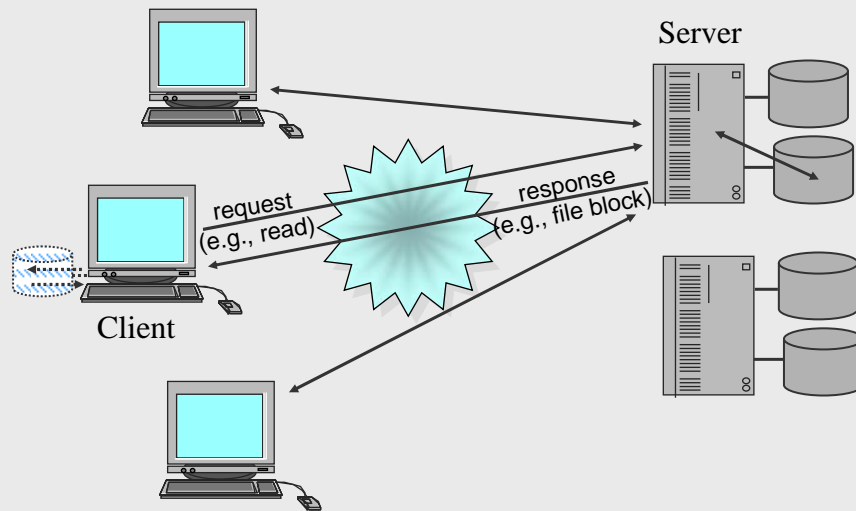 Server
request
(e.g., read)
response
(e.g., file block)
Client